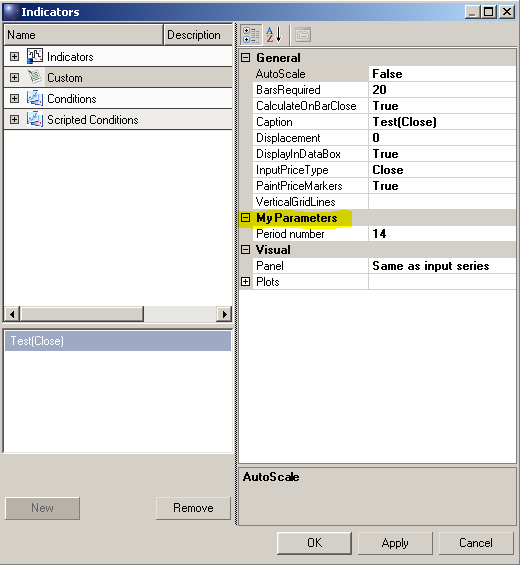 Indicators
Name Description
Indicators
Custom
Conditions
Scripted Conditions
Test(Close)
New Remove
General
AutoScale False
BarsRequired 20
CalculateOnBarClose True
Caption Test(Close)
Displacement 0
DisplayInDataBox True
InputPriceType Close
PaintPriceMarkers True
VerticalGridLines
My Parameters
Period number 14
Visual
Panel Same as input series
Plots
AutoScale
OK Apply Cancel